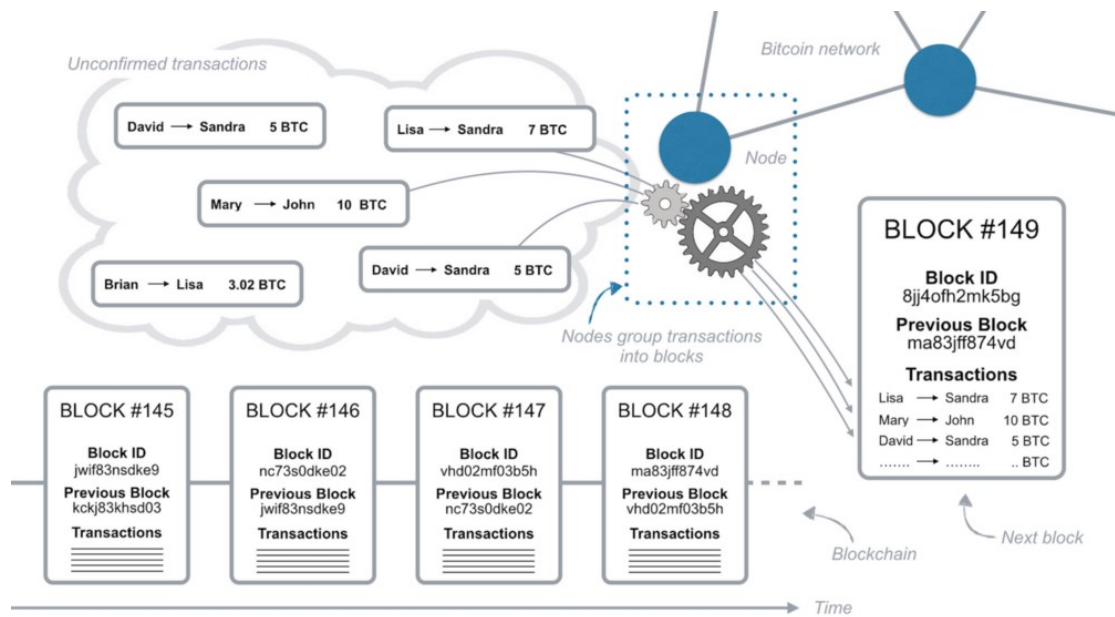 Unconfirmed transactions
Bitcoin network
David → Sandra 5 BTC
Lisa → Sandra 7 BTC
Node
Mary → John 10 BTC
David → Sandra 5 BTC
Brian → Lisa 3.02 BTC
Nodes group transactions
into blocks
BLOCK #149
Block ID
8jj4ofh2mk5bg
Previous Block
ma83jff874vd
Transactions
Lisa → Sandra 7 BTC
Mary → John 10 BTC
David → Sandra 5 BTC
....... → ........ .. BTC
Next block
BLOCK #145
Block ID
jwif83nsdke9
Previous Block
kckj83khsd03
Transactions
BLOCK #146
Block ID
nc73s0dke02
Previous Block
jwif83nsdke9
Transactions
BLOCK #147
Block ID
vhd02mf03b5h
Previous Block
nc73s0dke02
Transactions
BLOCK #148
Block ID
ma83jff874vd
Previous Block
vhd02mf03b5h
Transactions
Blockchain
Time